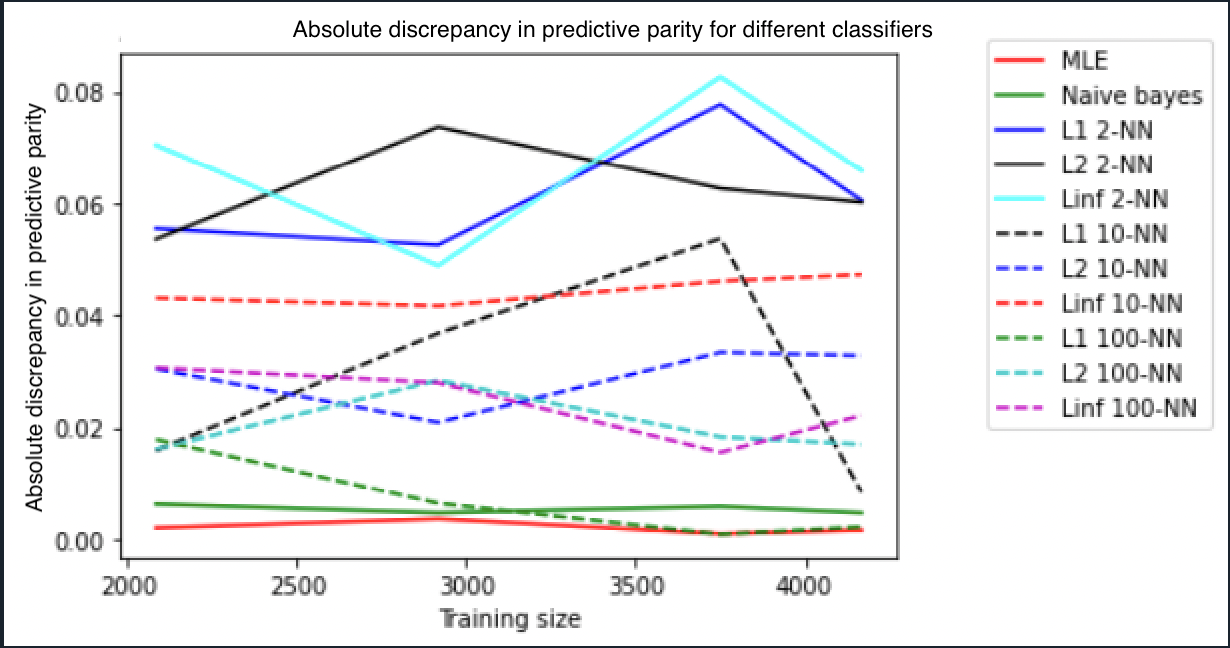 Absolute discrepancy in predictive parity for different classifiers
Absolute discrepancy in predictive parity
0.08
0.06
0.04
0.02
0.00
2000 2500 3000 3500 4000
Training size
MLE
Naive bayes
L1 2-NN
L2 2-NN
Linf 2-NN
L1 10-NN
L2 10-NN
Linf 10-NN
L1 100-NN
L2 100-NN
Linf 100-NN